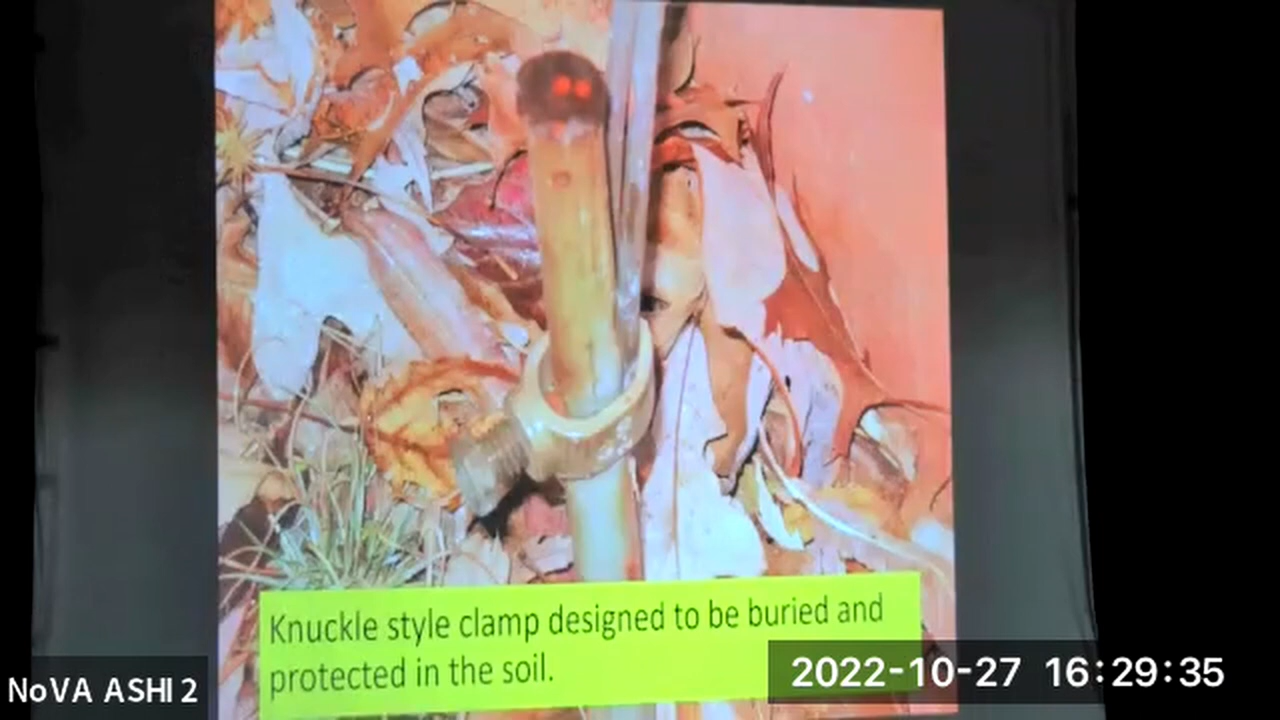 Knuckle style clamp designed to be buried and
protected in the soil.
NoVA ASHI 2
2022-10-27 16:29:35